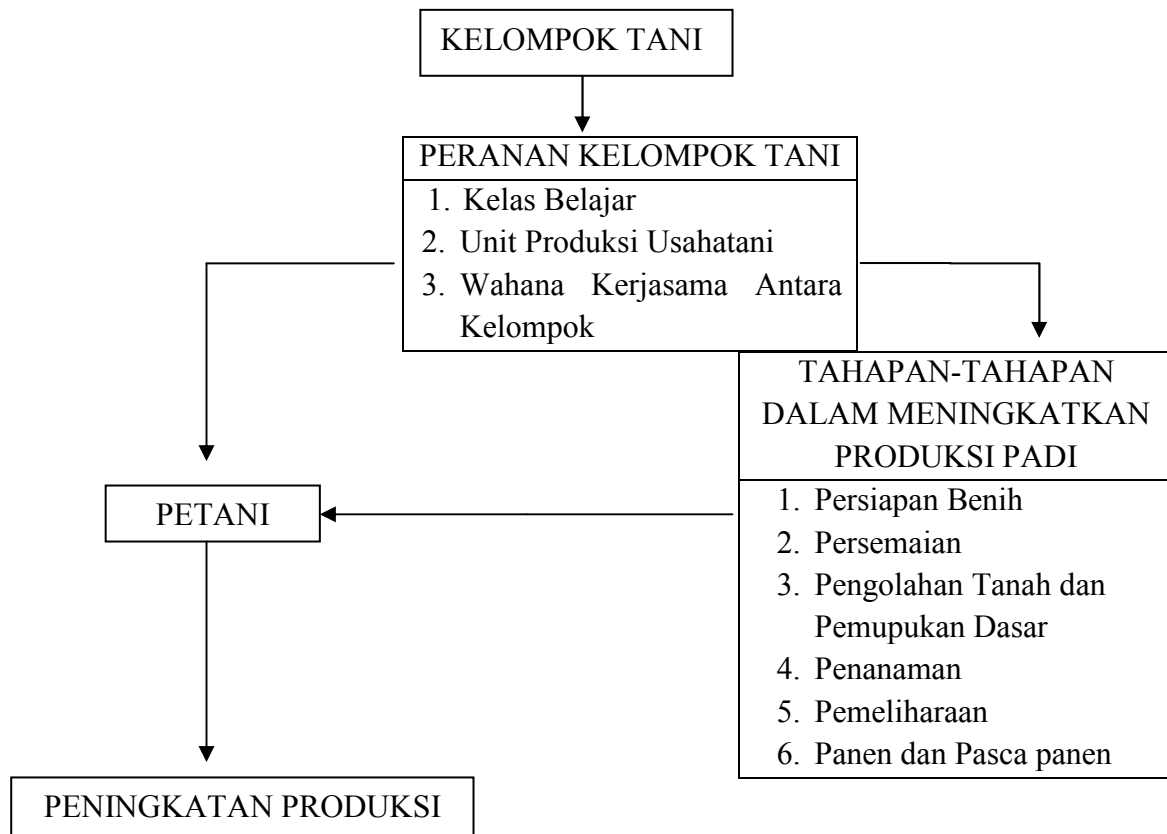 KELOMPOK TANI
PERANAN KELOMPOK TANI
1. Kelas Belajar
2. Unit Produksi Usahatani
3. Wahana Kerjasama Antara
Kelompok
TAHAPAN-TAHAPAN
DALAM MENINGKATKAN
PRODUKSI PADI
1. Persiapan Benih
2. Persemaian
3. Pengolahan Tanah dan
Pemupukan Dasar
4. Penanaman
5. Pemeliharaan
6. Panen dan Pasca panen
PETANI
PENINGKATAN PRODUKSI